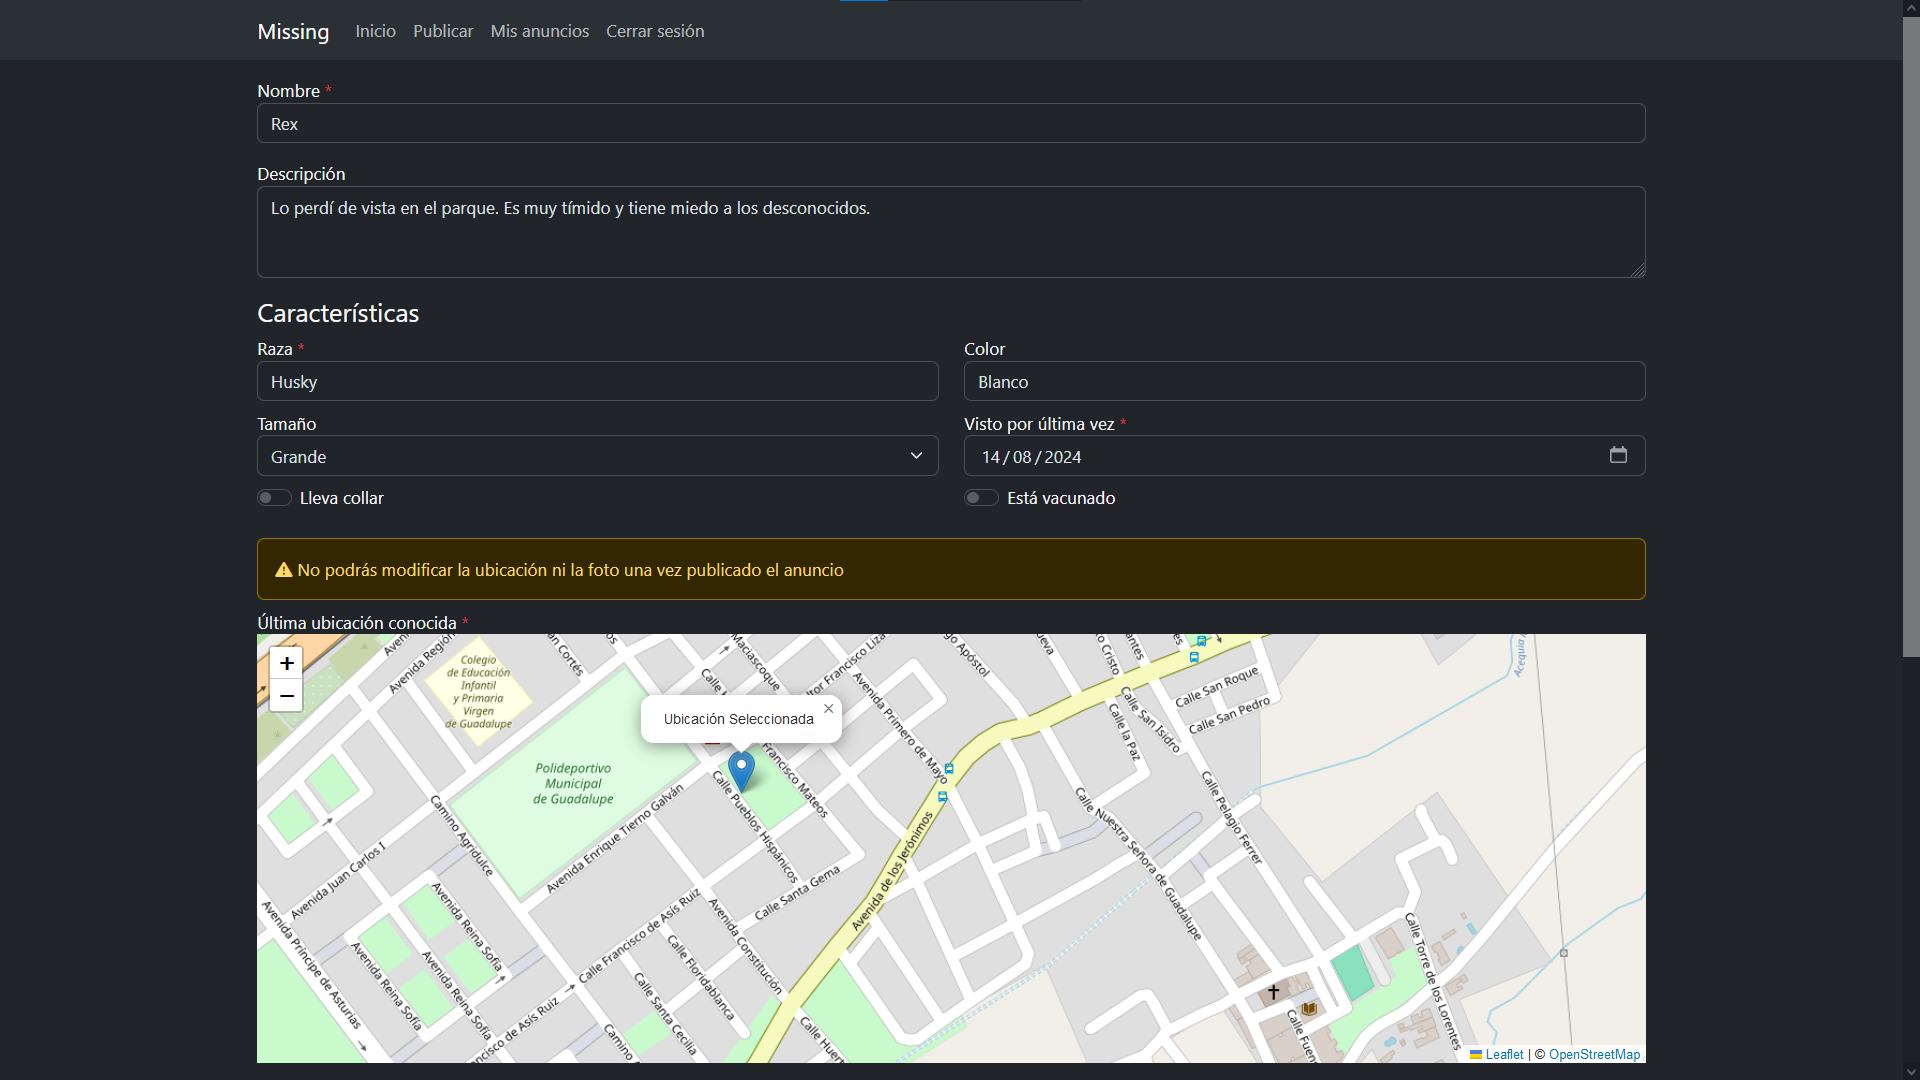 Missing Inicio Publicar Mis anuncios Cerrar sesión
Nombre *
Rex
Descripción
Lo perdí de vista en el parque. Es muy tímido y tiene miedo a los desconocidos.
Características
Raza *
Color
Husky
Blanco
Tamaño
Visto por última vez *
Grande
14/08/2024
Lleva collar
Está vacunado
No podrás modificar la ubicación ni la foto una vez publicado el anuncio
Última ubicación conocida *
+
−
Colegio
de Educación
Infantil
y Primaria
Virgen
de Guadalupe
Ubicación Seleccionada ×
Polideportivo
Municipal
de Guadalupe
Avenida Primero de Mayo
Calle San Roque
Calle San Pedro
Calle San Isidro
Calle la Paz
Calle Pelagio Ferrer
Calle Nuestra Señora de Guadalupe
Francisco Mateos
Calle Pueblos Hispánicos
Avenida Enrique Tierno Galván
Camino Agridulce
Avenida Juan Carlos I
Avenida Príncipe de Asturias
Avenida Reina Sofía
Avenida Reina Sofía
Avenida Reina Sofía
Calle Francisco de Asís Ruiz
Calle Santa Gema
Avenida de los Jerónimos
Avenida Constitución
Calle Floridablanca
Calle Santa Cecilia
Calle Torre de los Lorentes
Leaflet | © OpenStreetMap